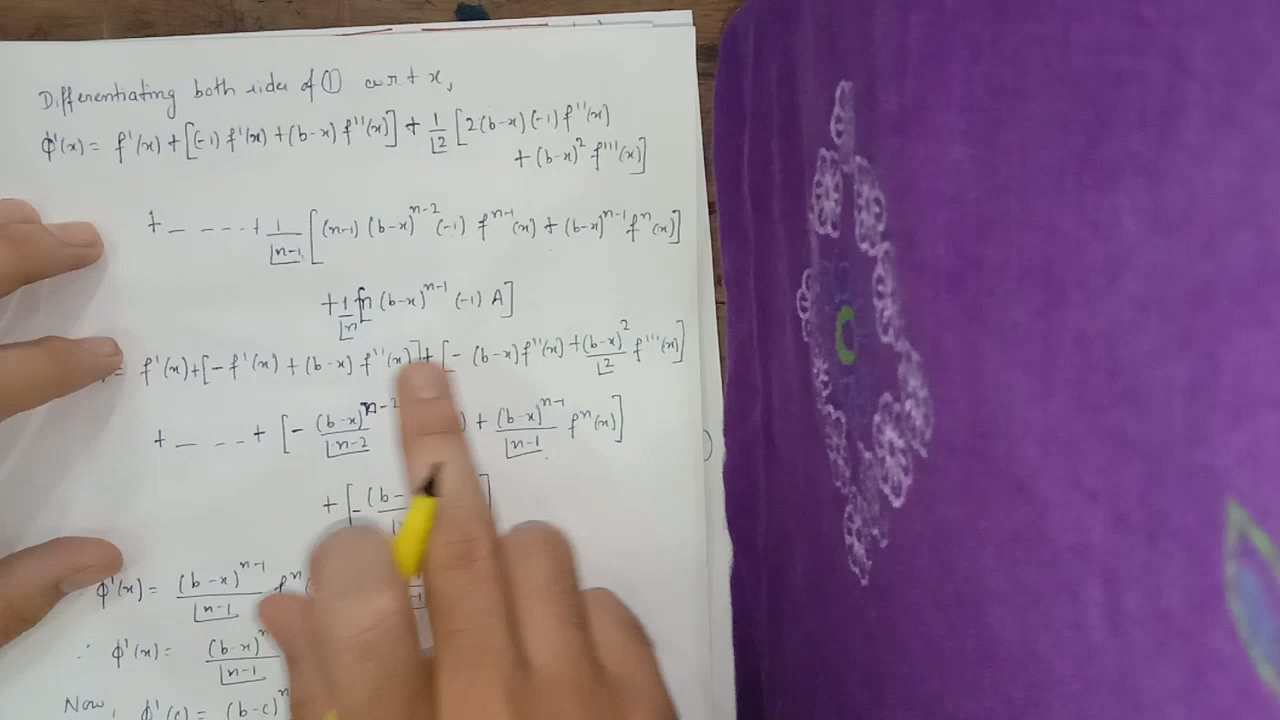 Differentiating both sides of ① w r t x,
ϕ'(x) = f'(x) + [(-1) f'(x) + (b-x) f''(x)] + 1/⌊2 [2(b-x)(-1) f''(x)
+ (b-x)² f'''(x)]
+ - - - - + 1/⌊n-1 [(n-1) (b-x)^{n-2} (-1) f^{n-1}(x) + (b-x)^{n-1} f^n(x)]
+ 1/⌊n [n (b-x)^{n-1} (-1) A]
= f'(x) + [- f'(x) + (b-x) f''(x)] + [- (b-x) f''(x) + (b-x)²/⌊2 f'''(x)]
+ - - - + [- (b-x)^{n-2}/⌊n-2 ) + (b-x)^{n-1}/⌊n-1 f^n(x)]
+ [- (b- ]
ϕ'(x) = (b-x)^{n-1}/⌊n-1 f^n
∴ ϕ'(x) = (b-x)^n/⌊n-1
Now, ϕ'(c) = (b-c)^n